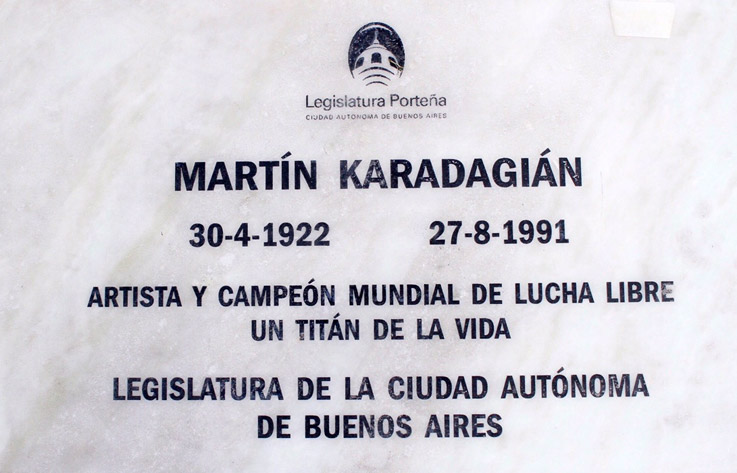 Legislatura Porteña
CIUDAD AUTÓNOMA DE BUENOS AIRES
MARTÍN KARADAGIÁN
30-4-1922 27-8-1991
ARTISTA Y CAMPEÓN MUNDIAL DE LUCHA LIBRE
UN TITÁN DE LA VIDA
LEGISLATURA DE LA CIUDAD AUTÓNOMA
DE BUENOS AIRES